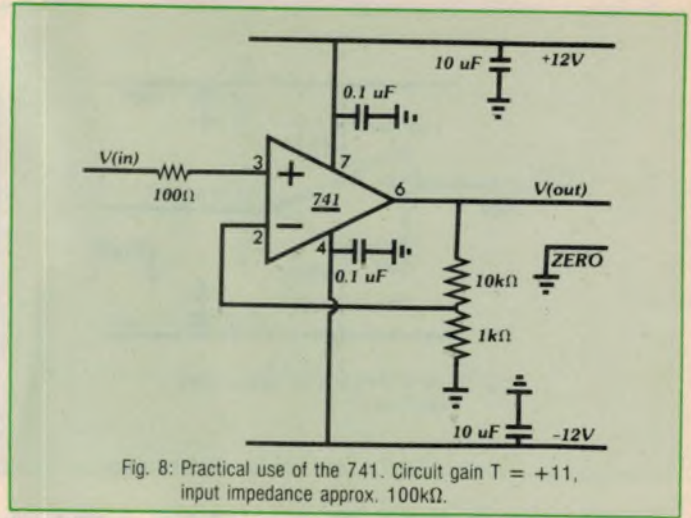 10 uF
+12V
0.1 uF
V(in)
3
7
+
100Ω
741
6
V(out)
−
2
4
0.1 uF
ZERO
10kΩ
1kΩ
10 uF
-12V
Fig. 8: Practical use of the 741. Circuit gain T = +11,
input impedance approx. 100kΩ.